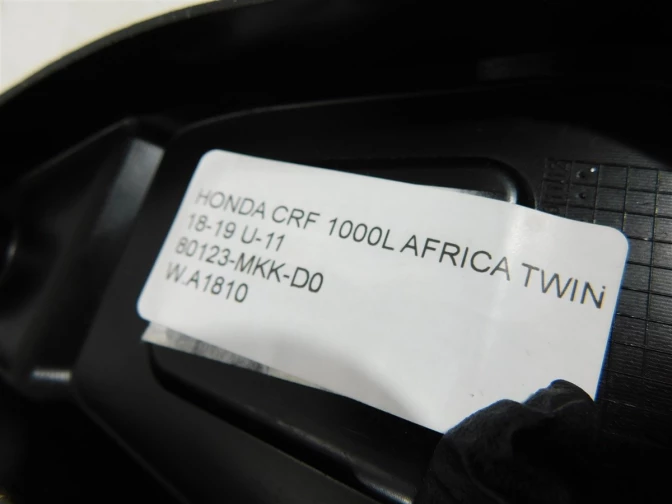 HONDA CRF 1000L AFRICA TWIN
18-19 U-11
80123-MKK-D0
W.A1810